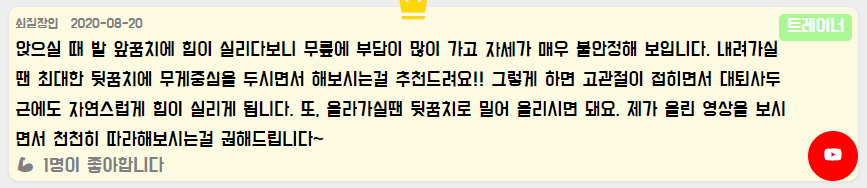 쇠질장인 2020-08-20
트레이너
앉으실 때 발 앞꿈치에 힘이 실리다보니 무릎에 부담이 많이 가고 자세가 매우 불안정해 보입니다. 내려가실
땐 최대한 뒷꿈치에 무게중심을 두시면서 해보시는걸 추천드려요!! 그렇게 하면 고관절이 접히면서 대퇴사두
근에도 자연스럽게 힘이 실리게 됩니다. 또, 올라가실땐 뒷꿈치로 밀어 올리시면 돼요. 제가 올린 영상을 보시
면서 천천히 따라해보시는걸 권해드립니다~
1명이 좋아합니다